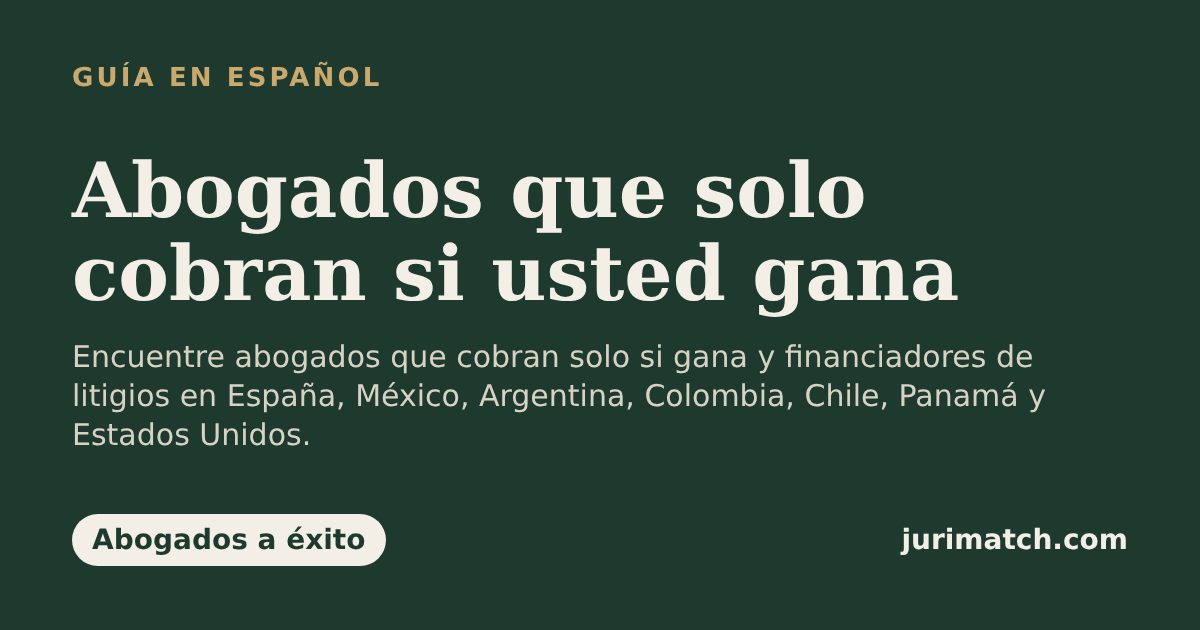 GUÍA EN ESPAÑOL
Abogados que solo
cobran si usted gana
Encuentre abogados que cobran solo si gana y financiadores de
litigios en España, México, Argentina, Colombia, Chile, Panamá y
Estados Unidos.
Abogados a éxito
jurimatch.com